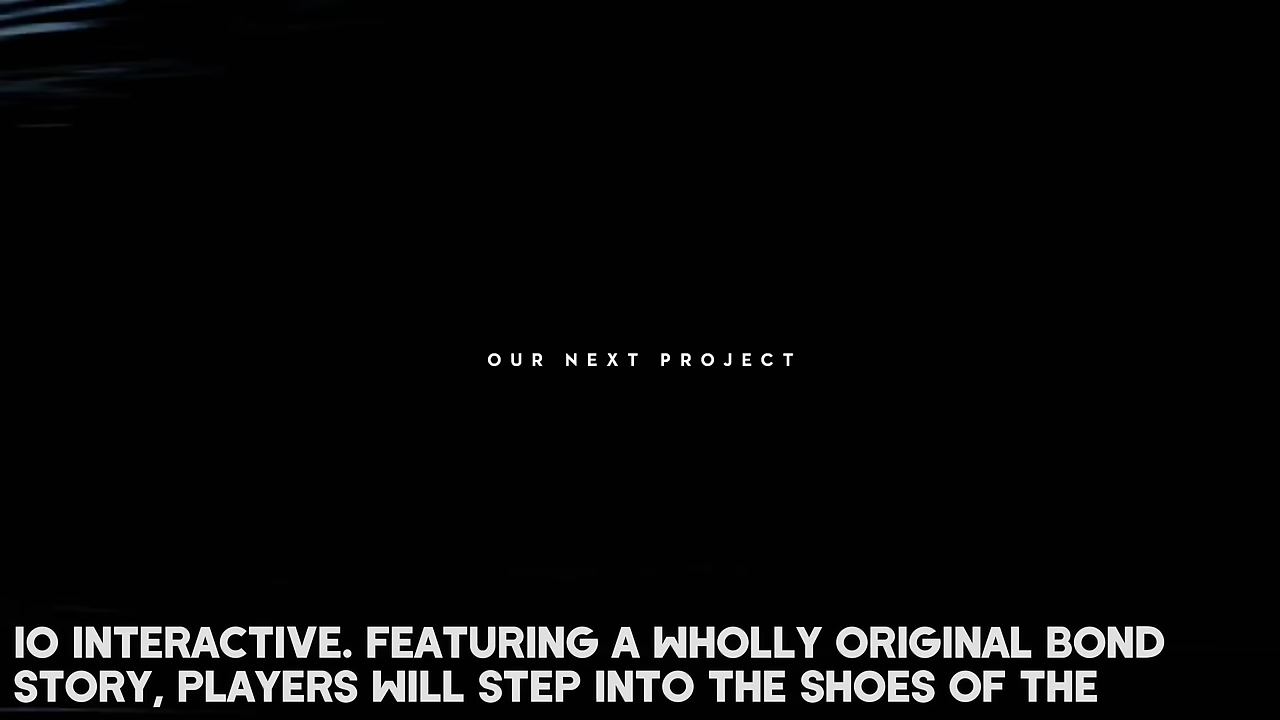 OUR NEXT PROJECT
IO INTERACTIVE. FEATURING A WHOLLY ORIGINAL BOND
STORY, PLAYERS WILL STEP INTO THE SHOES OF THE